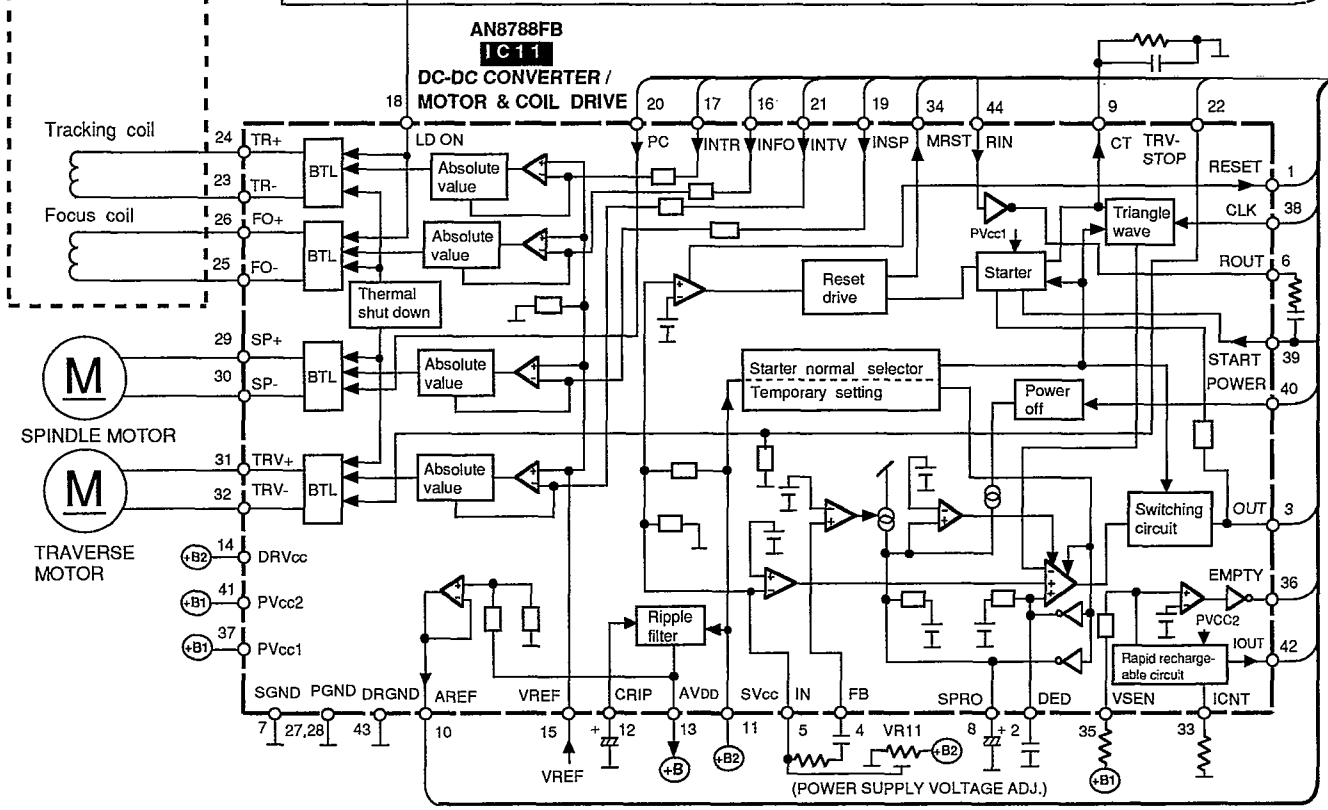 AN8788FB
IC11
DC-DC CONVERTER /
MOTOR & COIL DRIVE
18 20 17 16 21 19 34 44 9 22
LD ON PC INTR INFO INTV INSP MRST RIN CT TRV-
STOP
Tracking coil
24 TR+
23 TR-
BTL
Absolute
value
Focus coil
26 FO+
25 FO-
BTL
Absolute
value
Thermal
shut down
29 SP+
30 SP-
BTL
Absolute
value
M
SPINDLE MOTOR
31 TRV+
32 TRV-
BTL
Absolute
value
M
TRAVERSE
MOTOR
+B2 14 DRVcc
+B1 41 PVcc2
+B1 37 PVcc1
PVcc1
Starter
Triangle
wave
Reset
drive
Starter normal selector
Temporary setting
Power
off
Switching
circuit
Ripple
filter
PVCC2
Rapid recharge-
able circuit
RESET 1
CLK 38
ROUT 6
START 39
POWER 40
OUT 3
EMPTY 36
IOUT 42
SGND PGND DRGND AREF VREF CRIP AVDD SVcc IN FB SPRO DED VSEN ICNT
7 27,28 43 10 15 + 12 13 11 5 4 8 + 2 35 33
VREF
+B
+B2
VR11
+B2
+B1
(POWER SUPPLY VOLTAGE ADJ.)